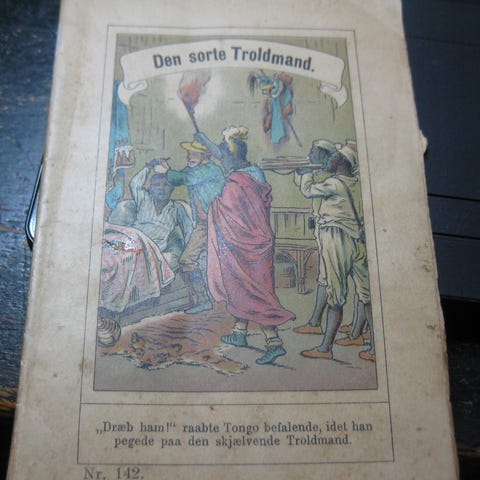 Den sorte Troldmand.
„Dræb ham!“ raabte Tongo befalende, idet han
pegede paa den skjælvende Troldmand.
Nr. 142.